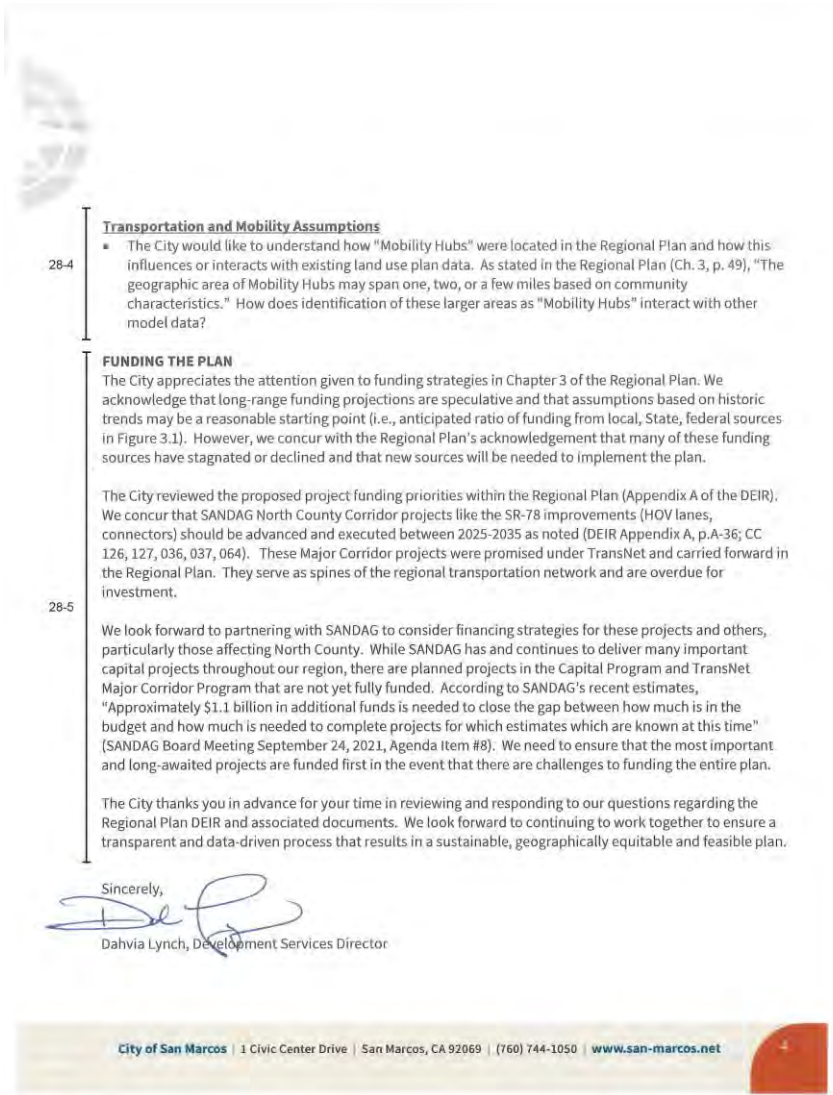 Transportation and Mobility Assumptions
▪ The City would like to understand how "Mobility Hubs" were located in the Regional Plan and how this
28-4
influences or interacts with existing land use plan data. As stated in the Regional Plan (Ch. 3, p. 49), "The
geographic area of Mobility Hubs may span one, two, or a few miles based on community
characteristics." How does identification of these larger areas as "Mobility Hubs" interact with other
model data?
FUNDING THE PLAN
The City appreciates the attention given to funding strategies in Chapter 3 of the Regional Plan. We
acknowledge that long-range funding projections are speculative and that assumptions based on historic
trends may be a reasonable starting point (i.e., anticipated ratio of funding from local, State, federal sources
in Figure 3.1). However, we concur with the Regional Plan's acknowledgement that many of these funding
sources have stagnated or declined and that new sources will be needed to implement the plan.
The City reviewed the proposed project funding priorities within the Regional Plan (Appendix A of the DEIR).
We concur that SANDAG North County Corridor projects like the SR-78 improvements (HOV lanes,
connectors) should be advanced and executed between 2025-2035 as noted (DEIR Appendix A, p.A-36; CC
126, 127, 036, 037, 064). These Major Corridor projects were promised under TransNet and carried forward in
the Regional Plan. They serve as spines of the regional transportation network and are overdue for
investment.
28-5
We look forward to partnering with SANDAG to consider financing strategies for these projects and others,
particularly those affecting North County. While SANDAG has and continues to deliver many important
capital projects throughout our region, there are planned projects in the Capital Program and TransNet
Major Corridor Program that are not yet fully funded. According to SANDAG's recent estimates,
"Approximately $1.1 billion in additional funds is needed to close the gap between how much is in the
budget and how much is needed to complete projects for which estimates which are known at this time"
(SANDAG Board Meeting September 24, 2021, Agenda Item #8). We need to ensure that the most important
and long-awaited projects are funded first in the event that there are challenges to funding the entire plan.
The City thanks you in advance for your time in reviewing and responding to our questions regarding the
Regional Plan DEIR and associated documents. We look forward to continuing to work together to ensure a
transparent and data-driven process that results in a sustainable, geographically equitable and feasible plan.
Sincerely,
Dahvia Lynch, Development Services Director
City of San Marcos | 1 Civic Center Drive | San Marcos, CA 92069 | (760) 744-1050 | www.san-marcos.net
4